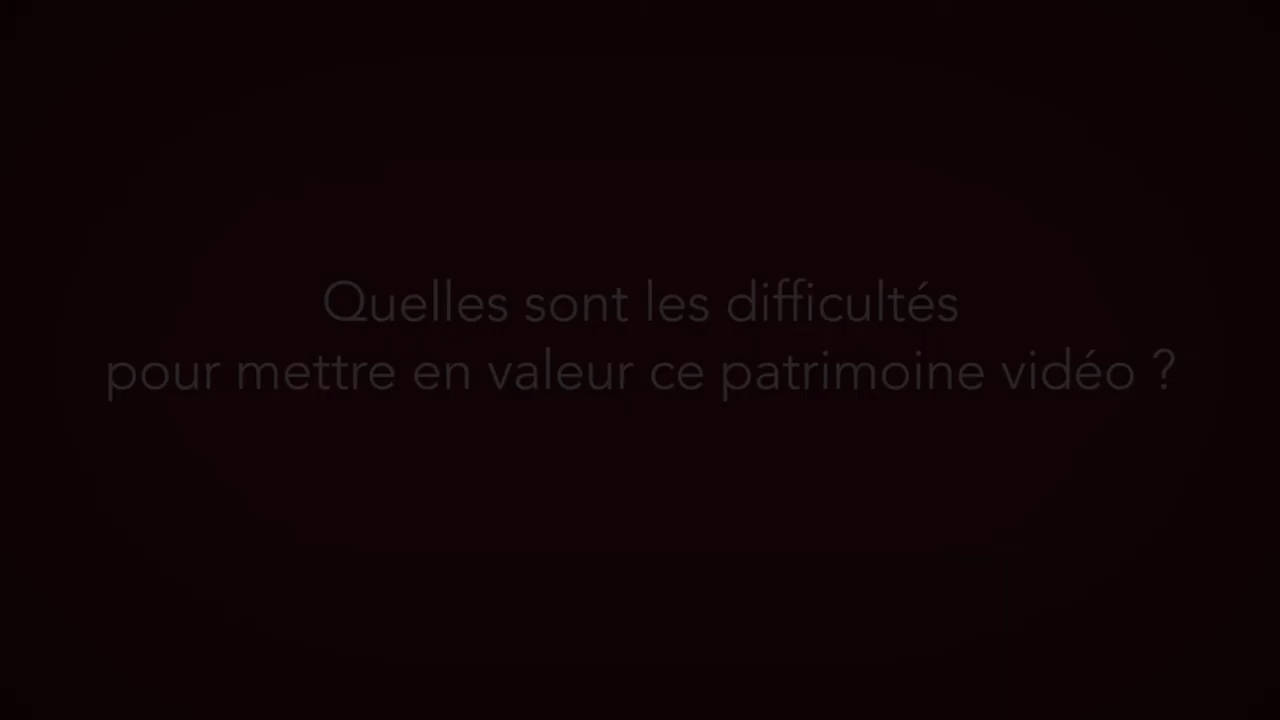 Quelles sont les difficultés
pour mettre en valeur ce patrimoine vidéo ?